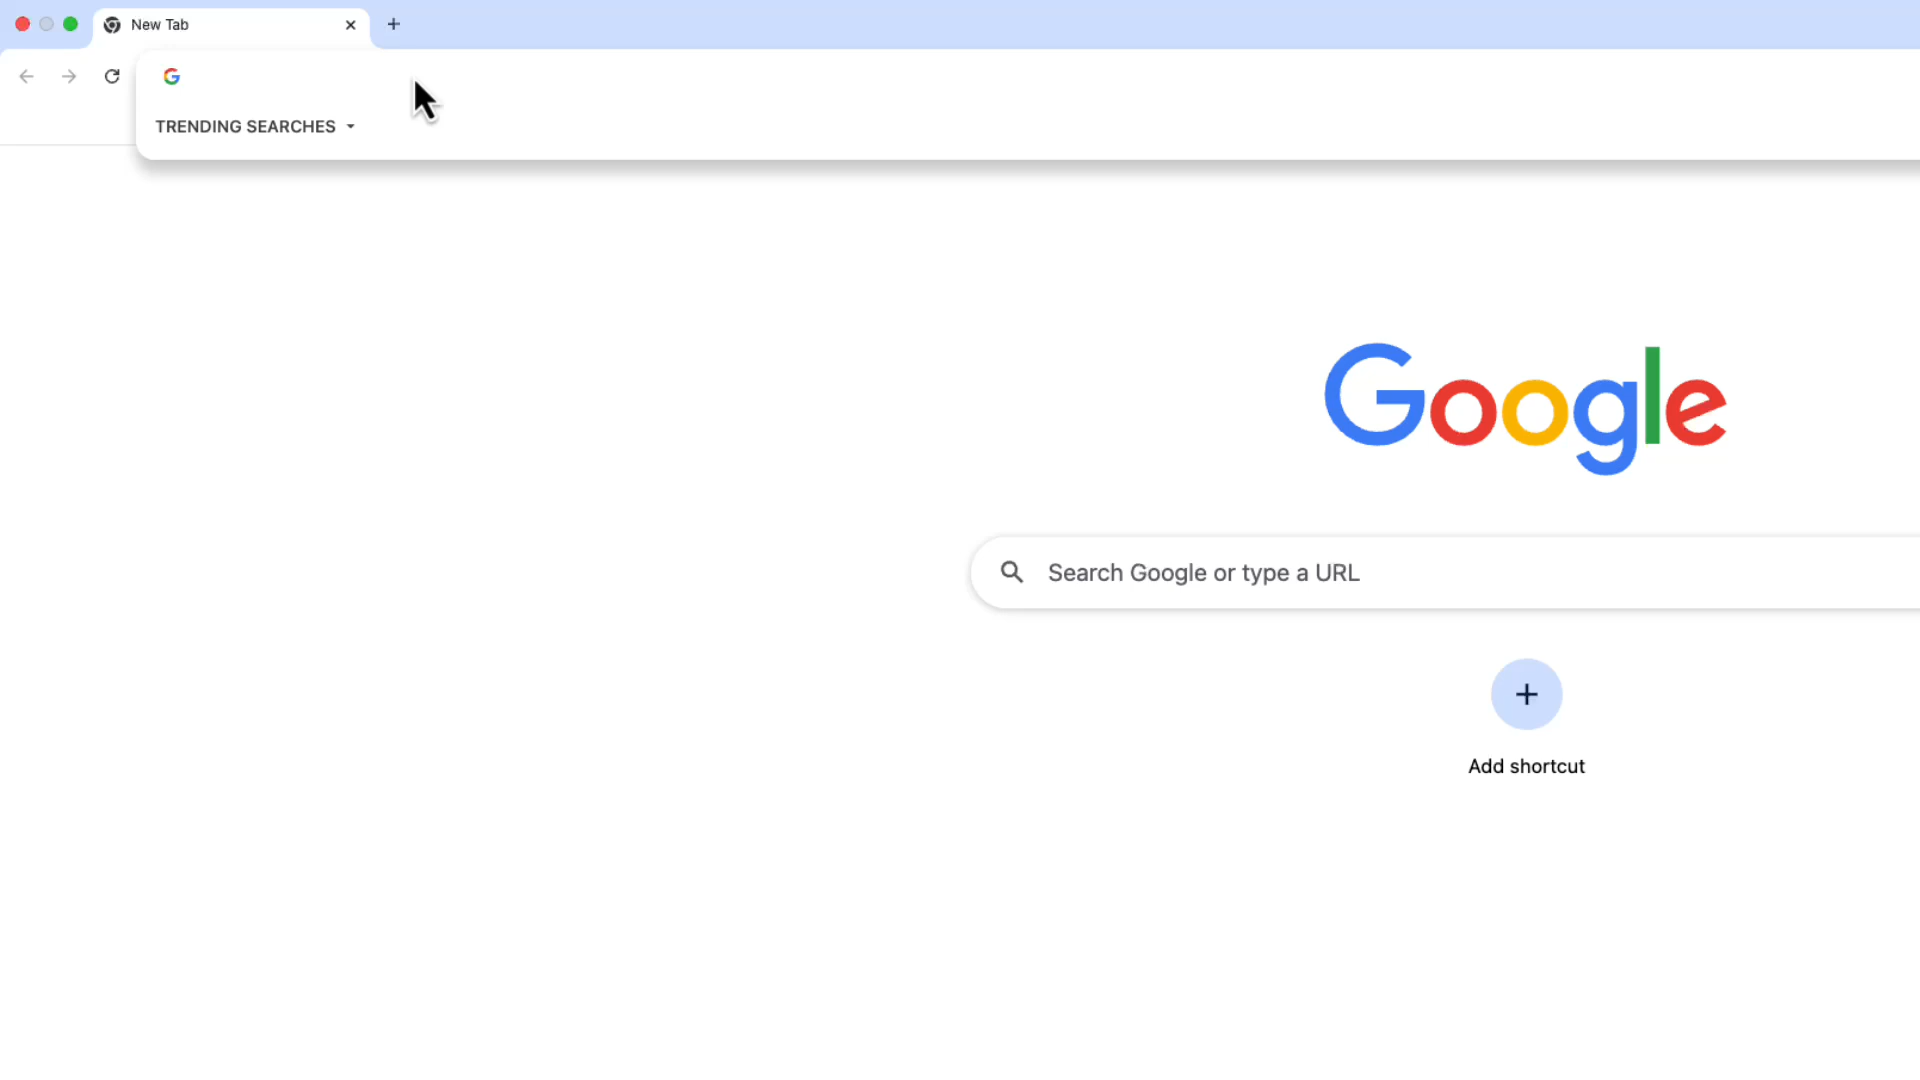 New Tab
TRENDING SEARCHES
Google
Search Google or type a URL
Add shortcut